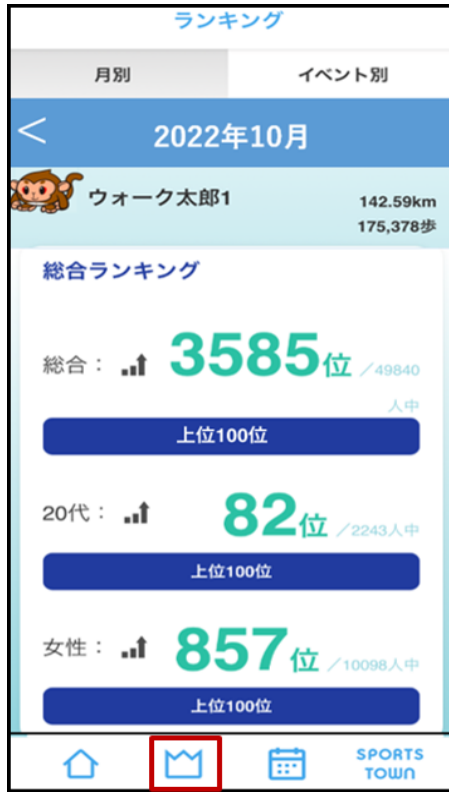 ランキング
月別 イベント別
< 2022年10月
ウォーク太郎1 142.59km
175,378歩
総合ランキング
総合： 3585位 ／49840
人中
上位100位
20代： 82位 ／2243人中
上位100位
女性： 857位 ／10098人中
上位100位
SPORTS
TOWN